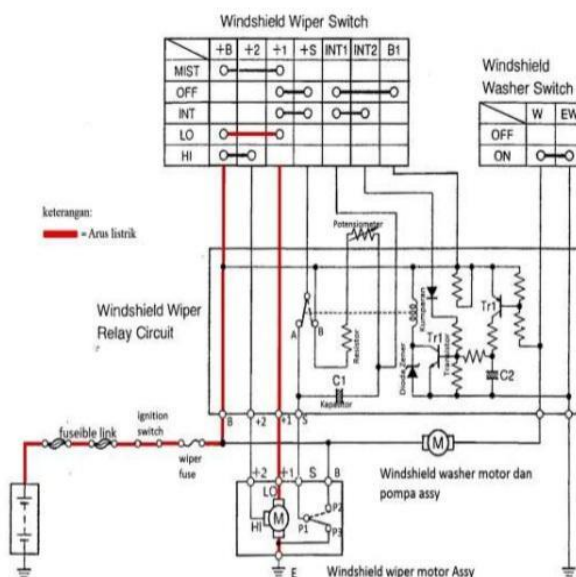 Windshield Wiper Switch
+B +2 +1 +S INT1 INT2 B1
MIST
OFF
INT
LO
HI
Windshield
Washer Switch
W EW
OFF
ON
keterangan:
= Arus listrik
Potensiometer
Windshield Wiper
Relay Circuit
A B
Resistor
Kumparan
Dioda Zener
Tr1
Transistor
Tr1
C1
Kapasitor
C2
B +2 +1 S
fuseible link
ignition
switch
wiper
fuse
M
Windshield washer motor dan
pompa assy
+2 +1 S B
LO
HI
M
P1
P2
P3
E
Windshield wiper motor Assy